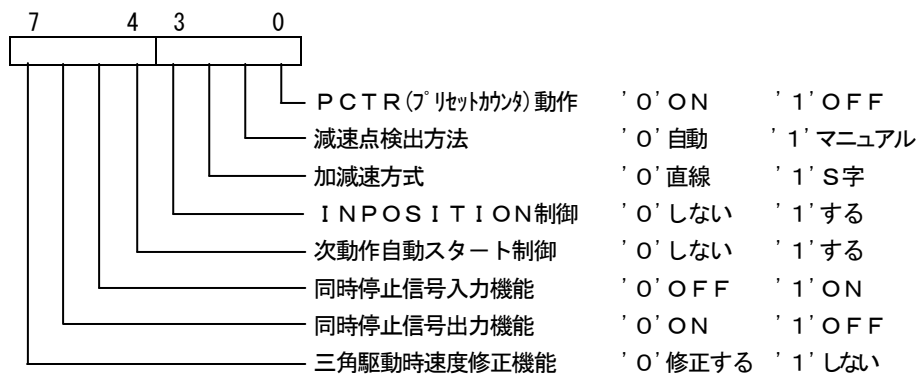 7 4 3 0
ＰＣＴＲ(ﾌﾟﾘｾｯﾄｶｳﾝﾀ)動作 '０'ＯＮ '１'ＯＦＦ
減速点検出方法 '０'自動 '１'マニュアル
加減速方式 '０'直線 '１'Ｓ字
ＩＮＰＯＳＩＴＩＯＮ制御 '０'しない '１'する
次動作自動スタート制御 '０'しない '１'する
同時停止信号入力機能 '０'ＯＦＦ '１'ＯＮ
同時停止信号出力機能 '０'ＯＮ '１'ＯＦＦ
三角駆動時速度修正機能 '０'修正する '１'しない